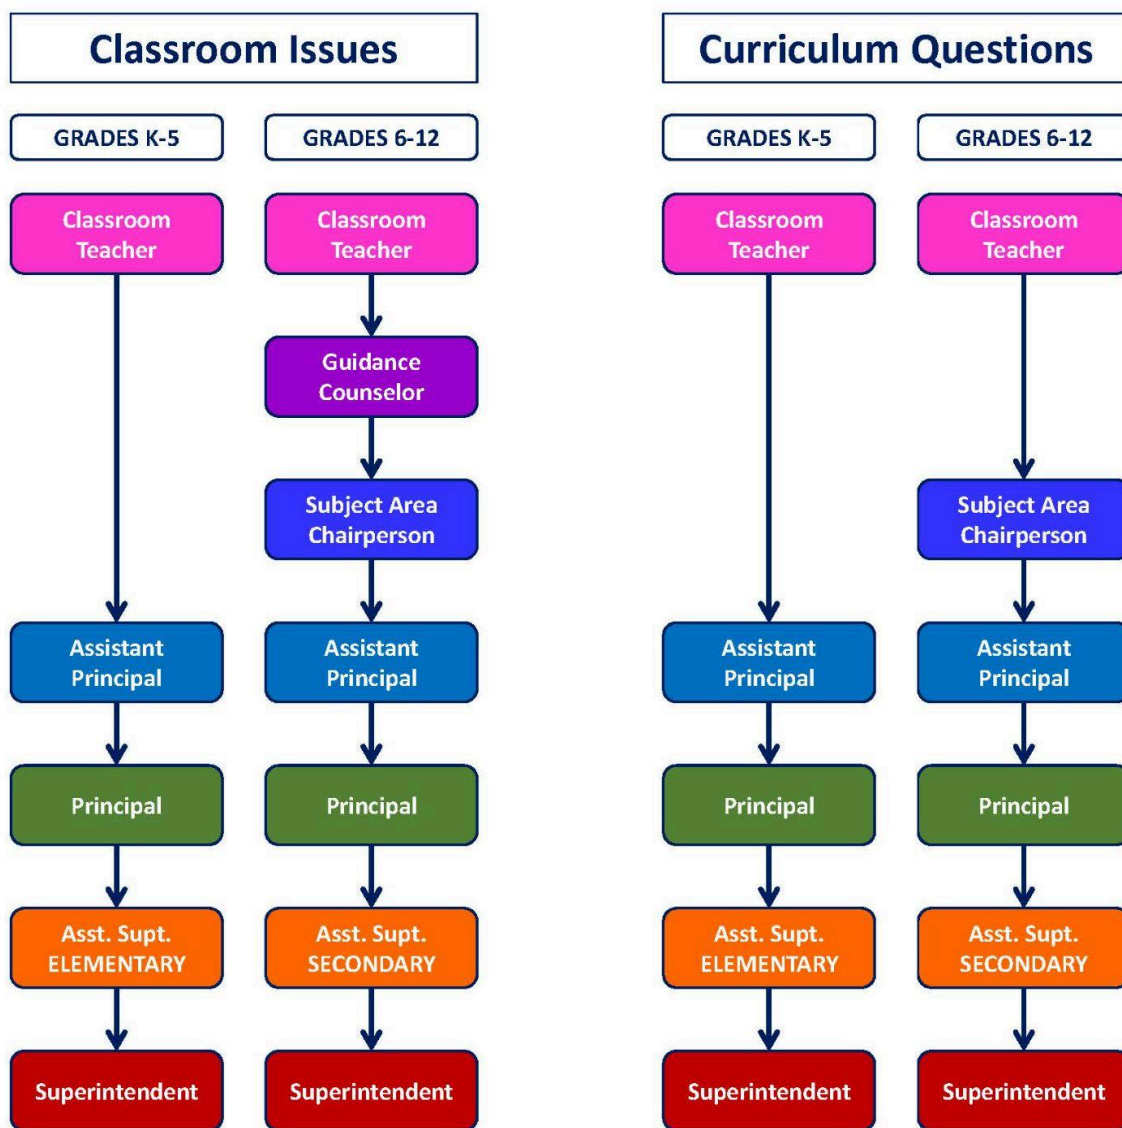 Classroom Issues
GRADES K-5
GRADES 6-12
Classroom
Teacher
Assistant
Principal
Principal
Asst. Supt.
ELEMENTARY
Superintendent
Classroom
Teacher
Guidance
Counselor
Subject Area
Chairperson
Assistant
Principal
Principal
Asst. Supt.
SECONDARY
Superintendent
Curriculum Questions
GRADES K-5
GRADES 6-12
Classroom
Teacher
Assistant
Principal
Principal
Asst. Supt.
ELEMENTARY
Superintendent
Classroom
Teacher
Subject Area
Chairperson
Assistant
Principal
Principal
Asst. Supt.
SECONDARY
Superintendent